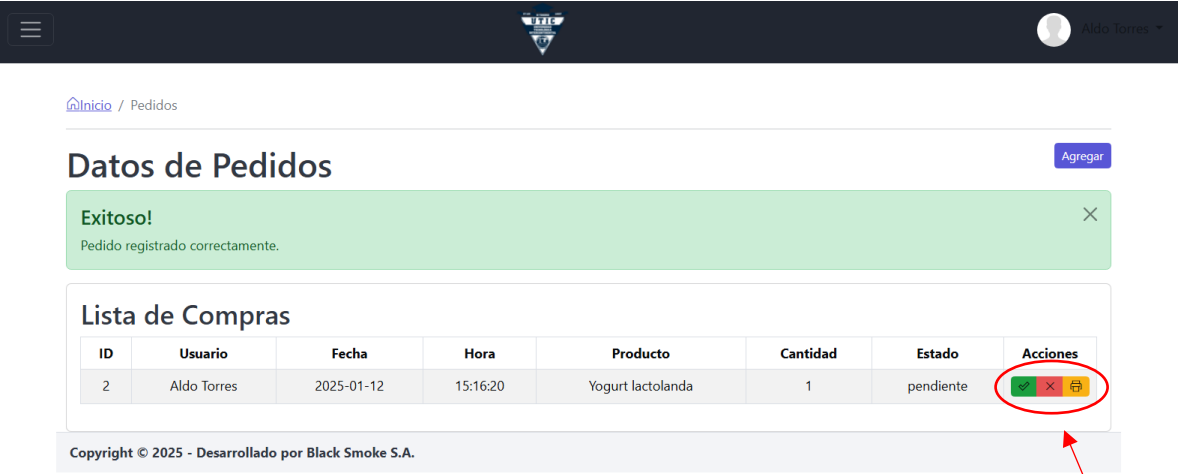 UTIC
Aldo Torres
Inicio / Pedidos
Datos de Pedidos
Agregar
Exitoso!
Pedido registrado correctamente.
Lista de Compras
ID Usuario Fecha Hora Producto Cantidad Estado Acciones
2 Aldo Torres 2025-01-12 15:16:20 Yogurt lactolanda 1 pendiente
Copyright © 2025 - Desarrollado por Black Smoke S.A.